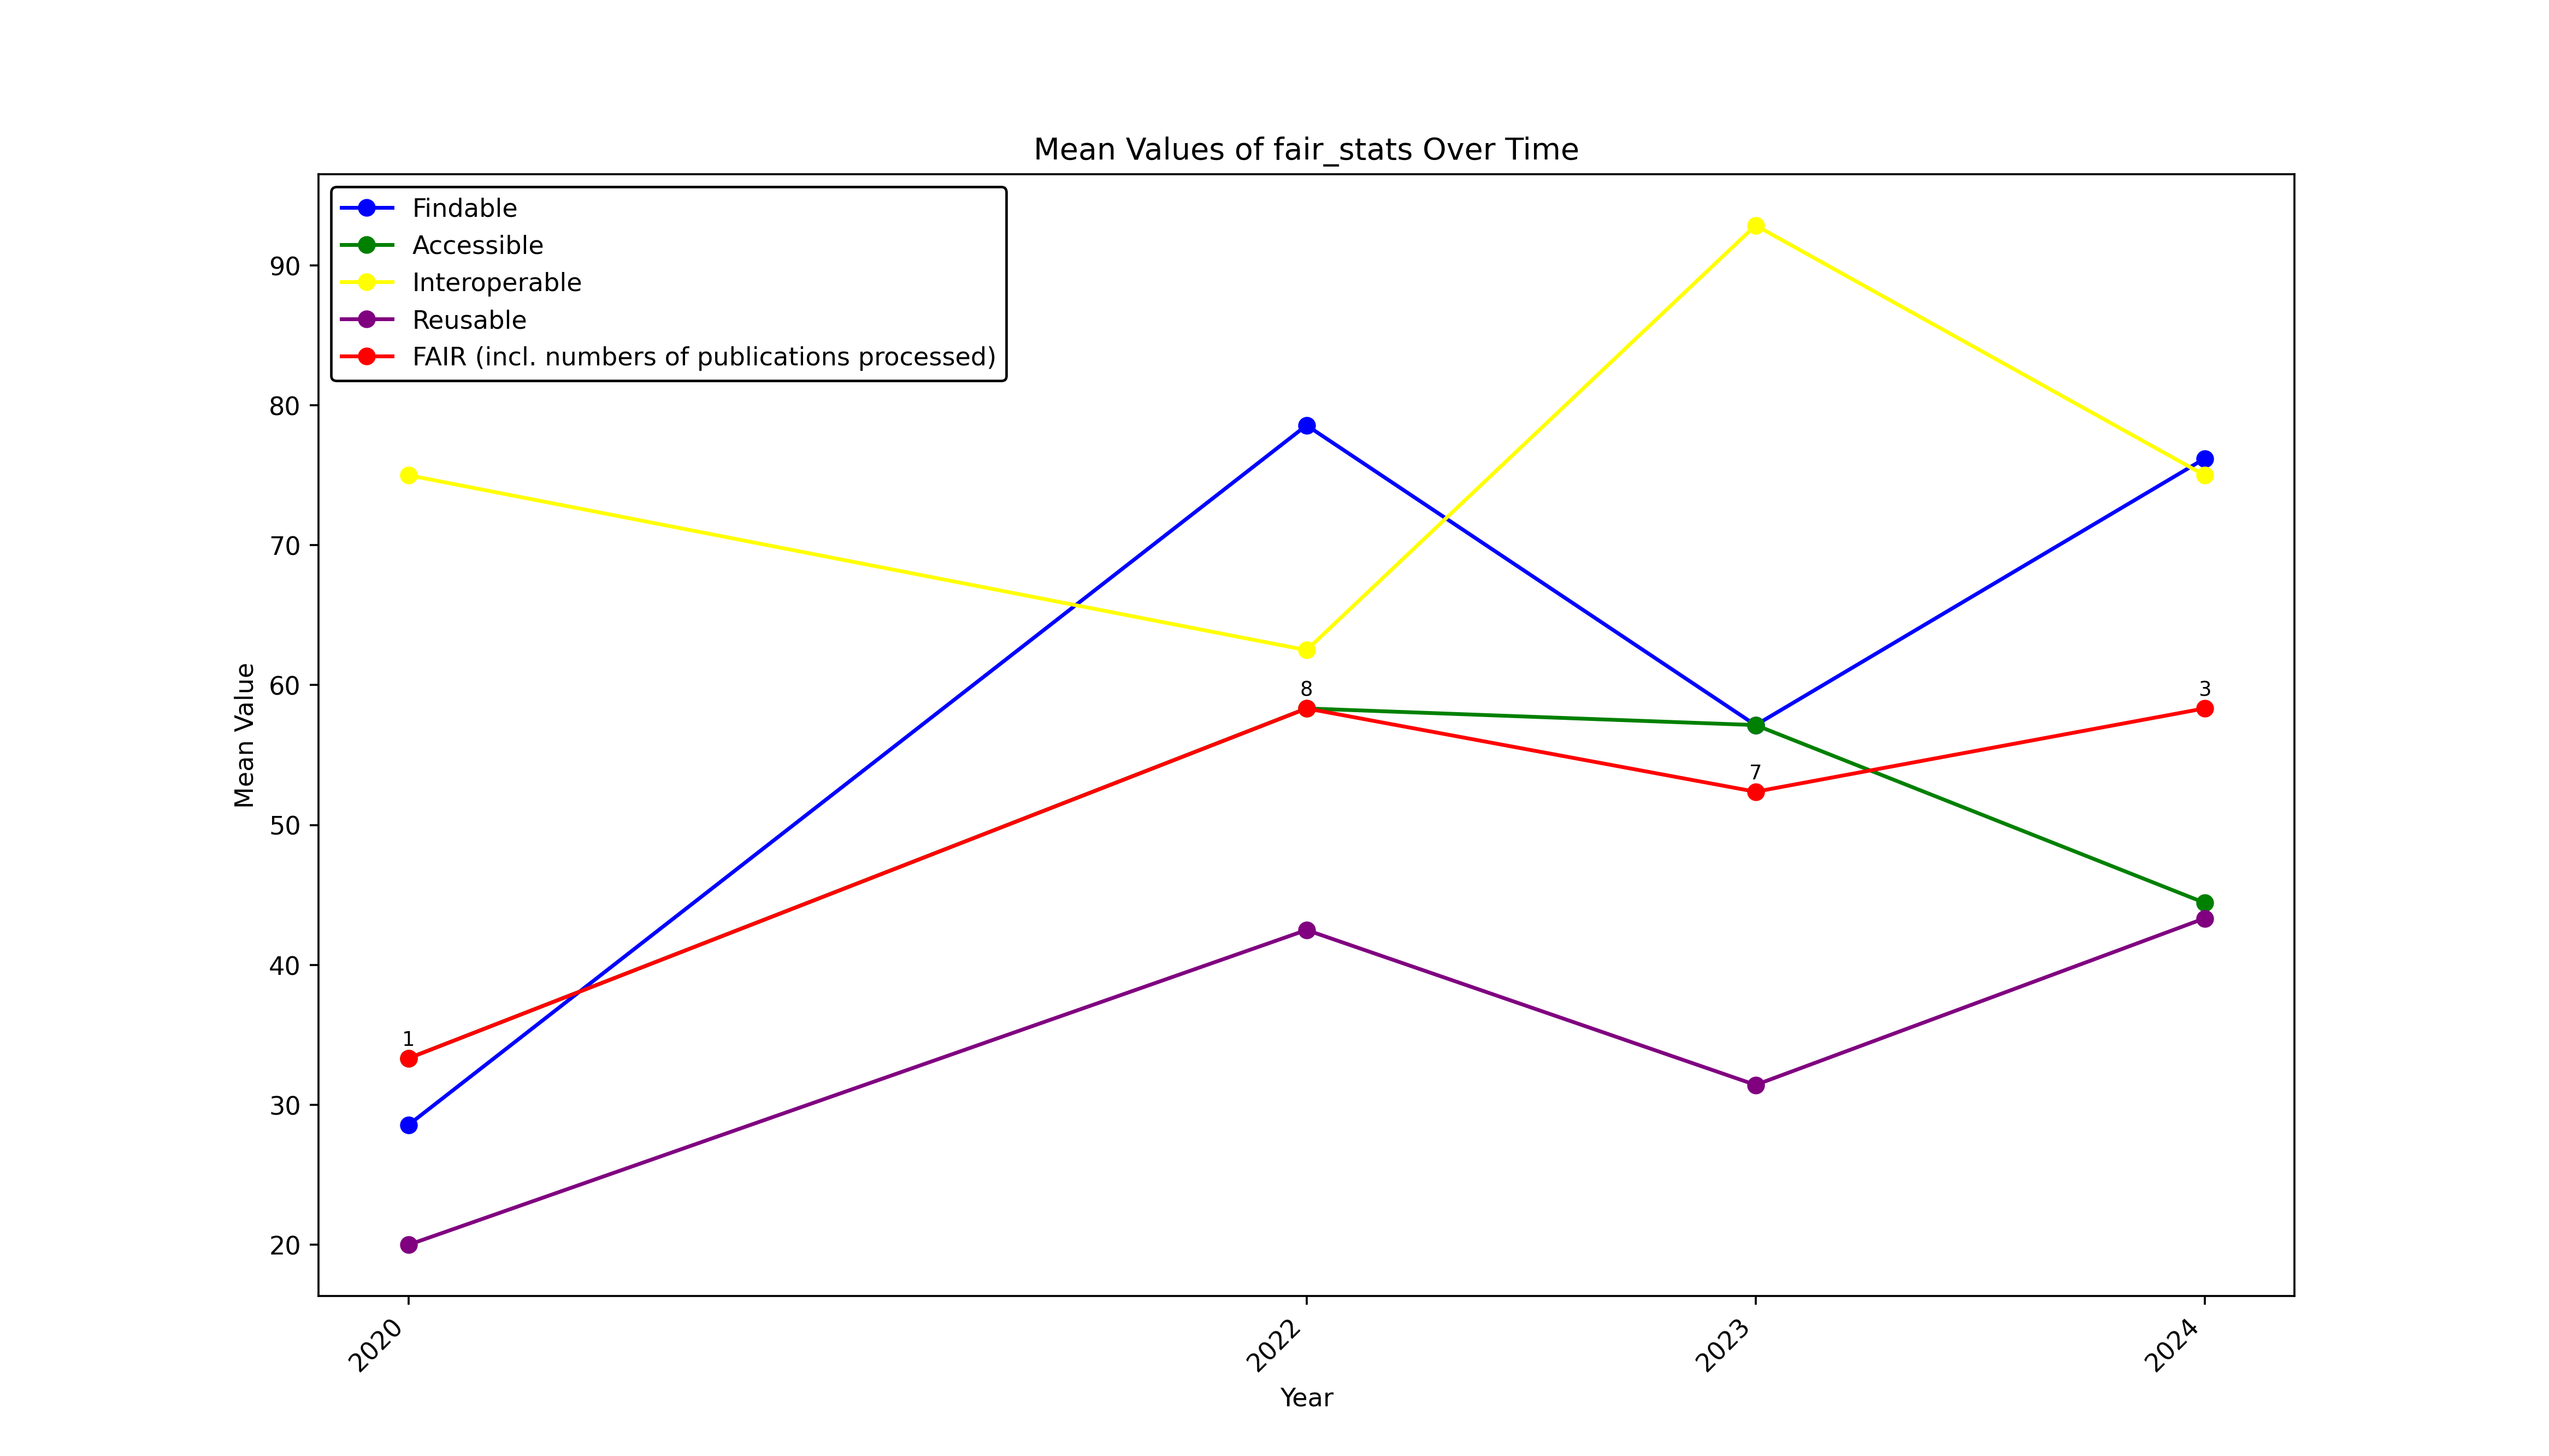 Mean Values of fair_stats Over Time
Findable
Accessible
Interoperable
Reusable
FAIR (incl. numbers of publications processed)
90
80
70
60
50
40
30
20
Mean Value
1
8
7
3
2020
2022
2023
2024
Year